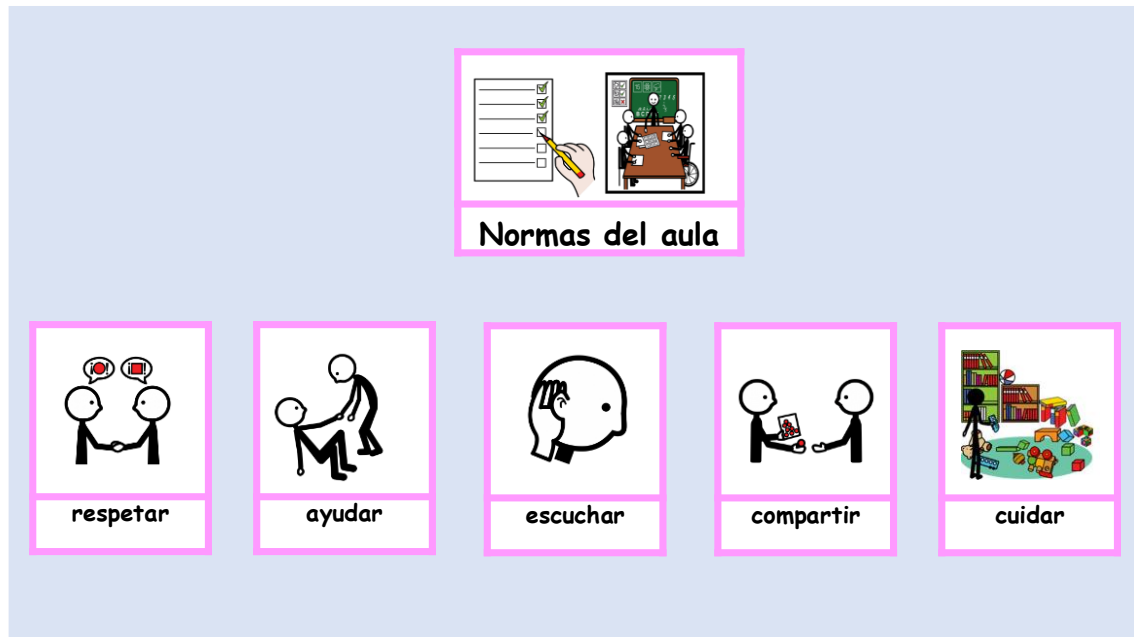 Normas del aula
respetar
ayudar
escuchar
compartir
cuidar